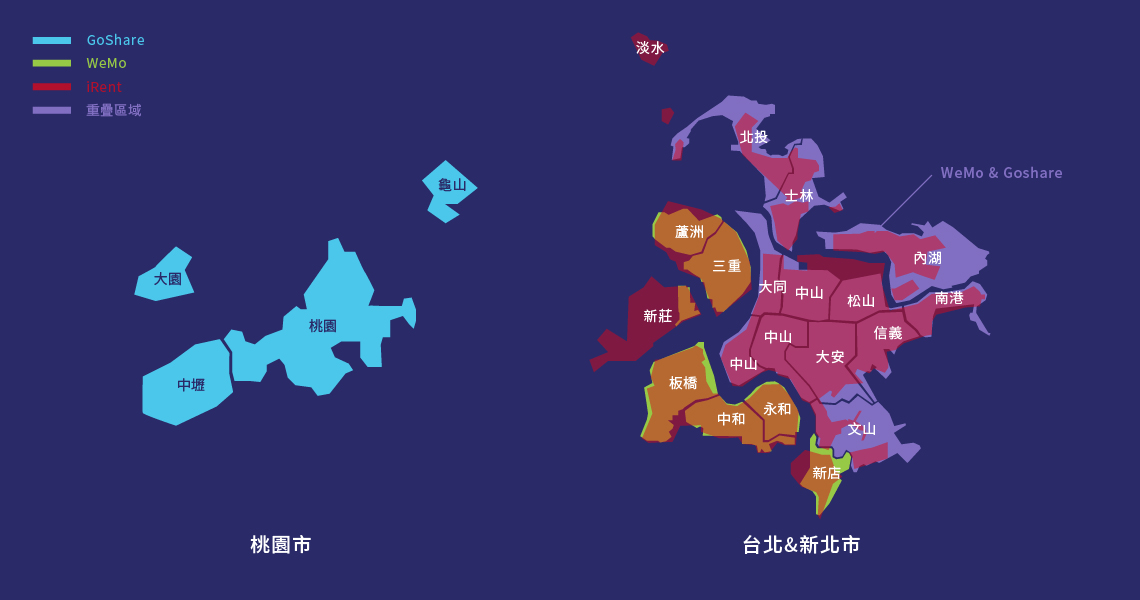 GoShare
WeMo
iRent
重疊區域
龜山
大園
桃園
中壢
桃園市
淡水
北投
士林
WeMo & Goshare
蘆洲
三重
內湖
大同
中山
松山
南港
新莊
信義
中山
大安
中山
板橋
中和
永和
文山
新店
台北&新北市